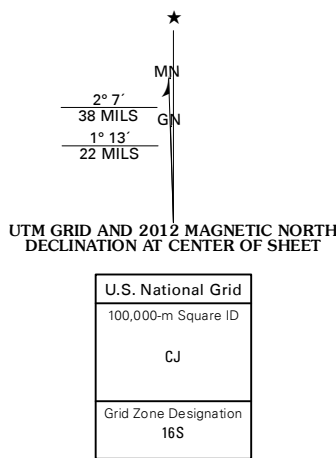 ★
MN
2° 7´
38 MILS
GN
1° 13´
22 MILS
UTM GRID AND 2012 MAGNETIC NORTH
DECLINATION AT CENTER OF SHEET
U.S. National Grid
100,000-m Square ID
CJ
Grid Zone Designation
16S